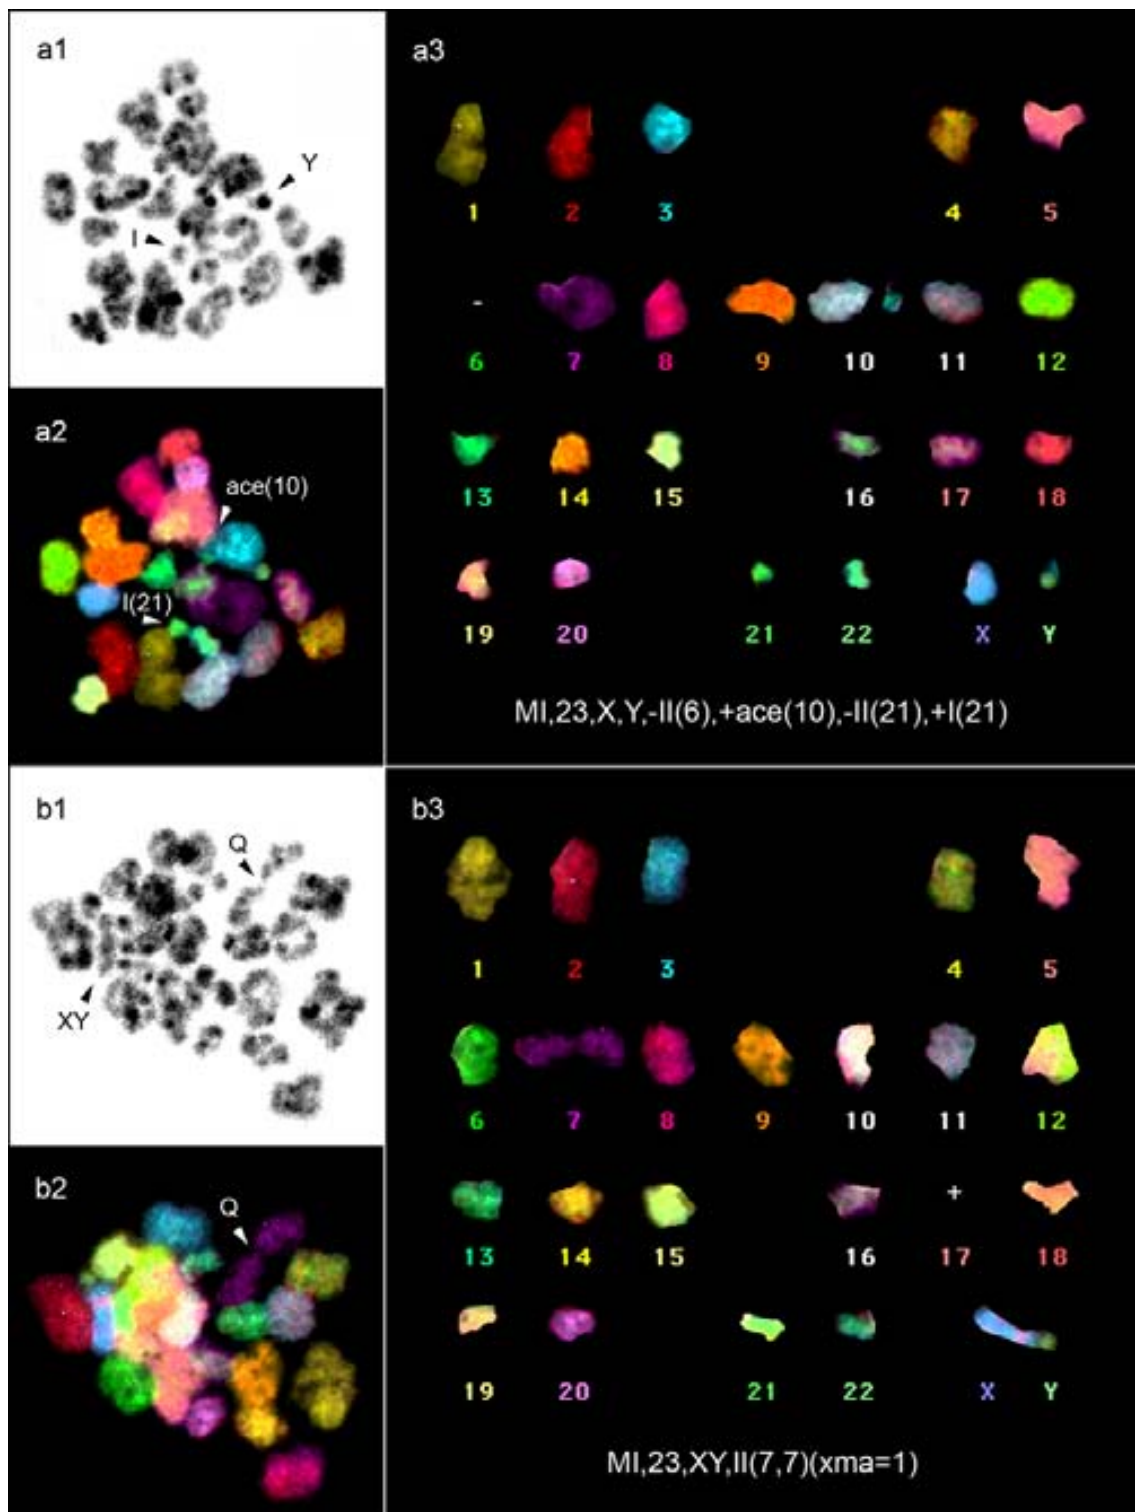 a1
Y
I
a2
ace(10)
I(21)
a3
1 2 3 4 5
-
6 7 8 9 10 11 12
13 14 15 16 17 18
19 20 21 22 X Y
MI,23,X,Y,-II(6),+ace(10),-II(21),+I(21)
b1
Q
XY
b2
Q
b3
1 2 3 4 5
6 7 8 9 10 11 12
+
13 14 15 16 17 18
19 20 21 22 X Y
MI,23,XY,II(7,7)(xma=1)